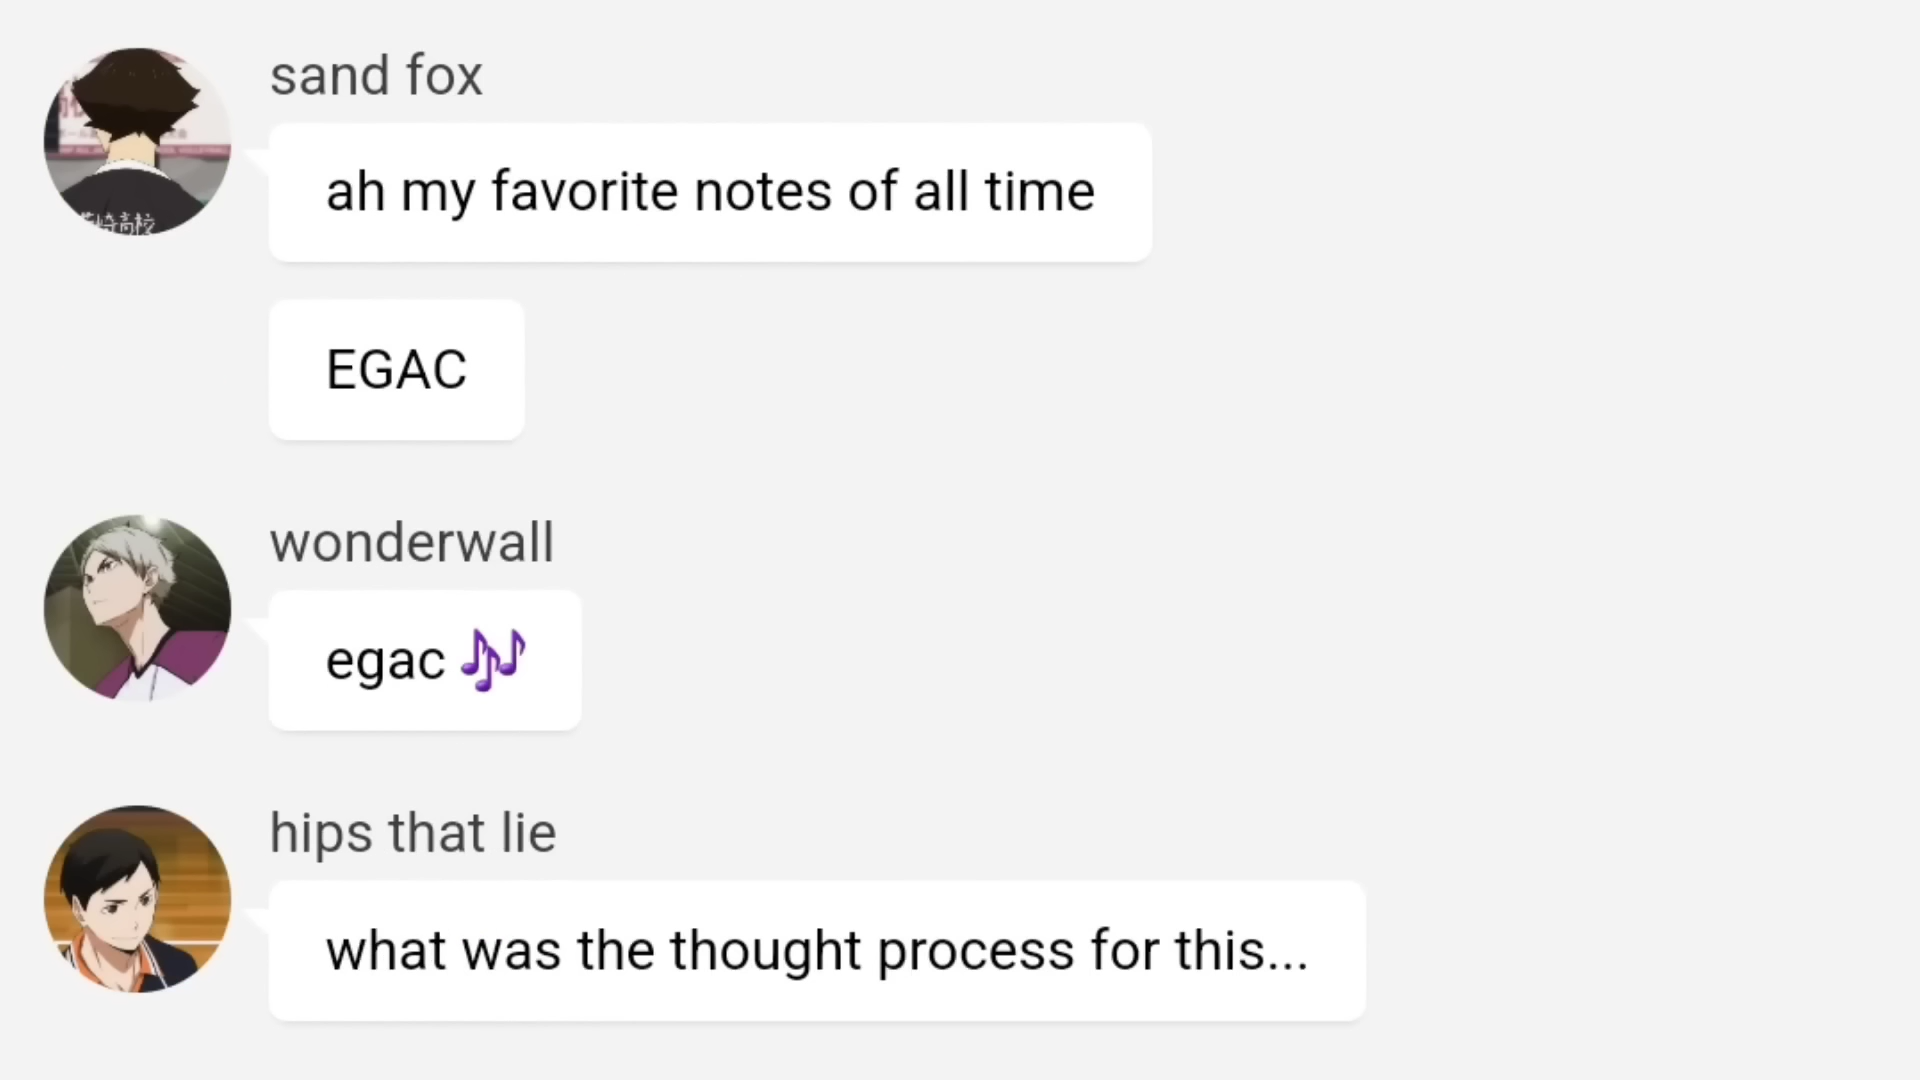 sand fox
ah my favorite notes of all time
EGAC
wonderwall
egac 🎶
hips that lie
what was the thought process for this...